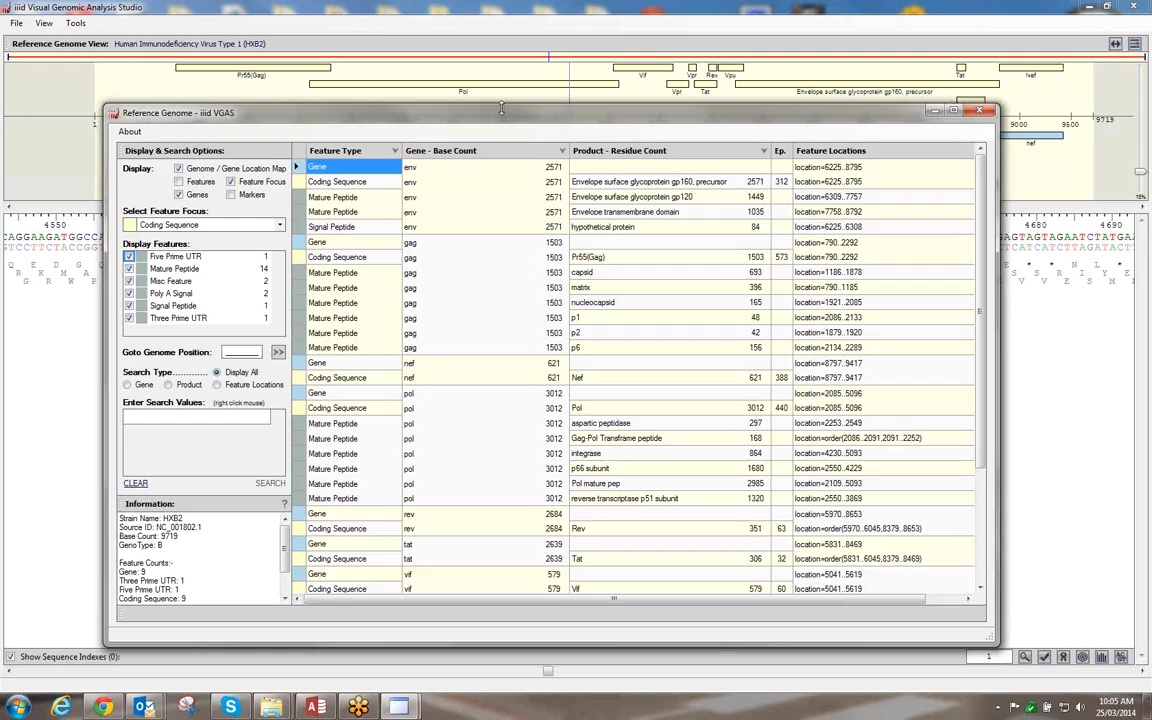 iiid Visual Genomic Analysis Studio
File View Tools
Reference Genome View: Human Immunodeficiency Virus Type 1 (HXB2)
Pr55(Gag) Vif Vpr Rev Vpu Tat Nef
Pol Vpr Tat Envelope surface glycoprotein gp160, precursor
Reference Genome - iiid VGAS
1 9000 9500 9719
About
Display & Search Options: Feature Type Gene - Base Count Product - Residue Count Ep. Feature Locations
Display: Genome / Gene Location Map
Features Feature Focus
Genes Markers
15%
Select Feature Focus:
Coding Sequence
Display Features:
Five Prime UTR 1
Mature Peptide 14
Misc Feature 2
Poly A Signal 2
Signal Peptide 1
Three Prime UTR 1
Goto Genome Position: >>
Search Type............. Display All
Gene Product Feature Locations
Enter Search Values: (right click mouse)
CLEAR SEARCH
Information: ?
Strain Name: HXB2
Source ID: NC_001802.1
Base Count: 9719
GenoType: B
Feature Counts:-
Gene: 9
Three Prime UTR: 1
Five Prime UTR: 1
Coding Sequence: 9
Gene env 2571 location=6225..8795
Coding Sequence env 2571 Envelope surface glycoprotein gp160, precursor 2571 312 location=6225..8795
Mature Peptide env 2571 Envelope surface glycoprotein gp120 1449 location=6309..7757
Mature Peptide env 2571 Envelope transmembrane domain 1035 location=7758..8792
Signal Peptide env 2571 hypothetical protein 84 location=6225..6308
Gene gag 1503 location=790..2292
Coding Sequence gag 1503 Pr55(Gag) 1503 573 location=790..2292
Mature Peptide gag 1503 capsid 693 location=1186..1878
Mature Peptide gag 1503 matrix 396 location=790..1185
Mature Peptide gag 1503 nucleocapsid 165 location=1921..2085
Mature Peptide gag 1503 p1 48 location=2086..2133
Mature Peptide gag 1503 p2 42 location=1879..1920
Mature Peptide gag 1503 p6 156 location=2134..2289
Gene nef 621 location=8797..9417
Coding Sequence nef 621 Nef 621 388 location=8797..9417
Gene pol 3012 location=2085..5096
Coding Sequence pol 3012 Pol 3012 440 location=2085..5096
Mature Peptide pol 3012 aspartic peptidase 297 location=2253..2549
Mature Peptide pol 3012 Gag-Pol Transframe peptide 168 location=order(2086..2091,2091..2252)
Mature Peptide pol 3012 integrase 864 location=4230..5093
Mature Peptide pol 3012 p66 subunit 1680 location=2550..4229
Mature Peptide pol 3012 Pol mature pep 2985 location=2109..5093
Mature Peptide pol 3012 reverse transcriptase p51 subunit 1320 location=2550..3869
Gene rev 2684 location=5970..8653
Coding Sequence rev 2684 Rev 351 63 location=order(5970..6045,8379..8653)
Gene tat 2639 location=5831..8469
Coding Sequence tat 2639 Tat 306 32 location=order(5831..6045,8379..8469)
Gene vif 579 location=5041..5619
Coding Sequence vif 579 Vif 579 60 location=5041..5619
4550 4680 4690
CAGGAAGATGGCCA GAGTAGTAGAATCTATGAA
GTCCTTCTACCGGT CTCATCATCTTAGATACTT
Q E D G
R K M A
G R W P
E * * N L
S S R I Y
V V E S M
Show Sequence Indexes (0): 1
10:05 AM
25/03/2014